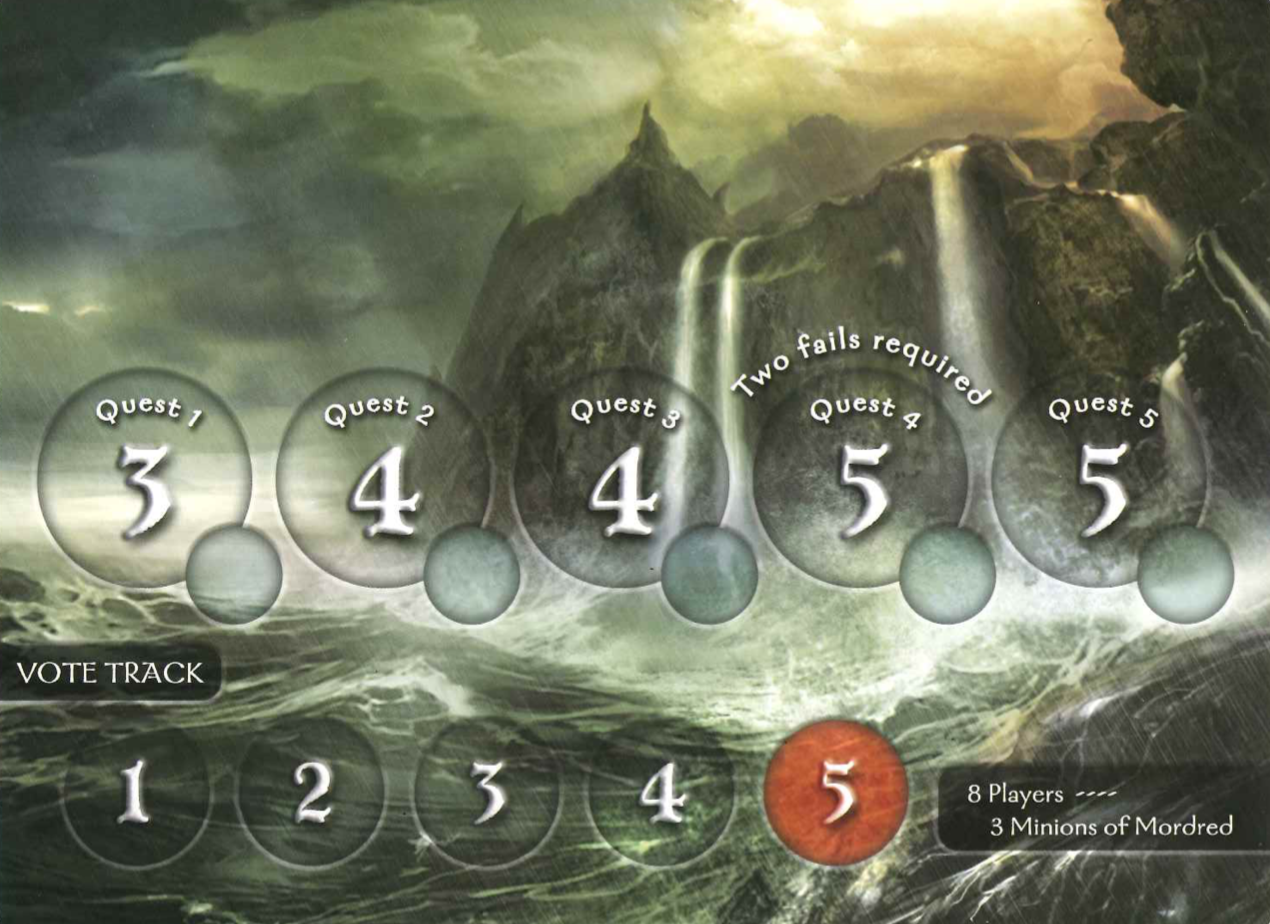 Two fails required
Quest 1
3
Quest 2
4
Quest 3
4
Quest 4
5
Quest 5
5
VOTE TRACK
1
2
3
4
5
8 Players ----
3 Minions of Mordred